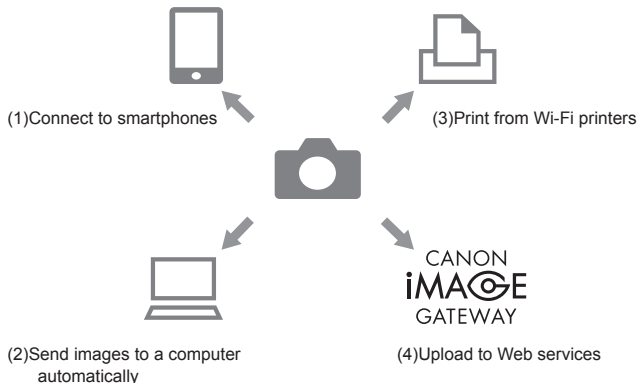 (1)Connect to smartphones
(3)Print from Wi-Fi printers
CANON
iMAGE
GATEWAY
(2)Send images to a computer
automatically
(4)Upload to Web services